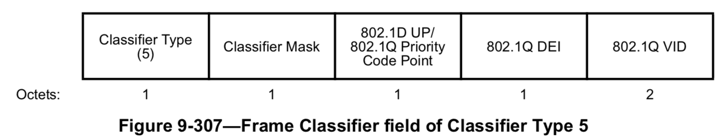 Classifier Type
(5)
Classifier Mask
802.1D UP/
802.1Q Priority
Code Point
802.1Q DEI
802.1Q VID
Octets: 1 1 1 1 2
Figure 9-307—Frame Classifier field of Classifier Type 5